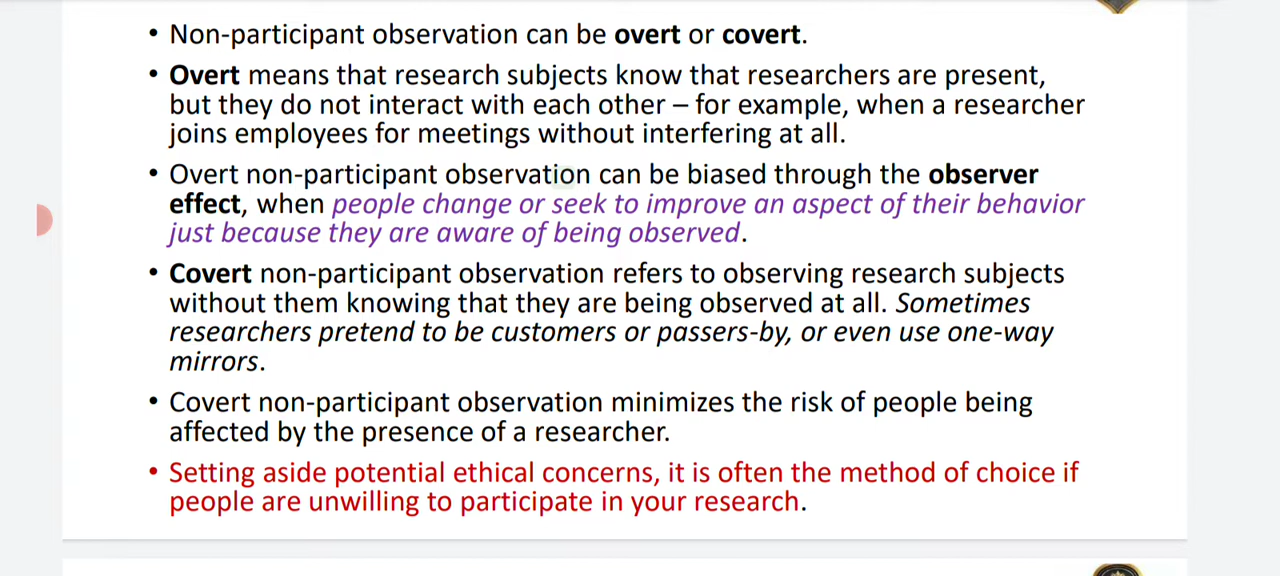 • Non-participant observation can be overt or covert.
• Overt means that research subjects know that researchers are present,
but they do not interact with each other – for example, when a researcher
joins employees for meetings without interfering at all.
• Overt non-participant observation can be biased through the observer
effect, when people change or seek to improve an aspect of their behavior
just because they are aware of being observed.
• Covert non-participant observation refers to observing research subjects
without them knowing that they are being observed at all. Sometimes
researchers pretend to be customers or passers-by, or even use one-way
mirrors.
• Covert non-participant observation minimizes the risk of people being
affected by the presence of a researcher.
• Setting aside potential ethical concerns, it is often the method of choice if
people are unwilling to participate in your research.